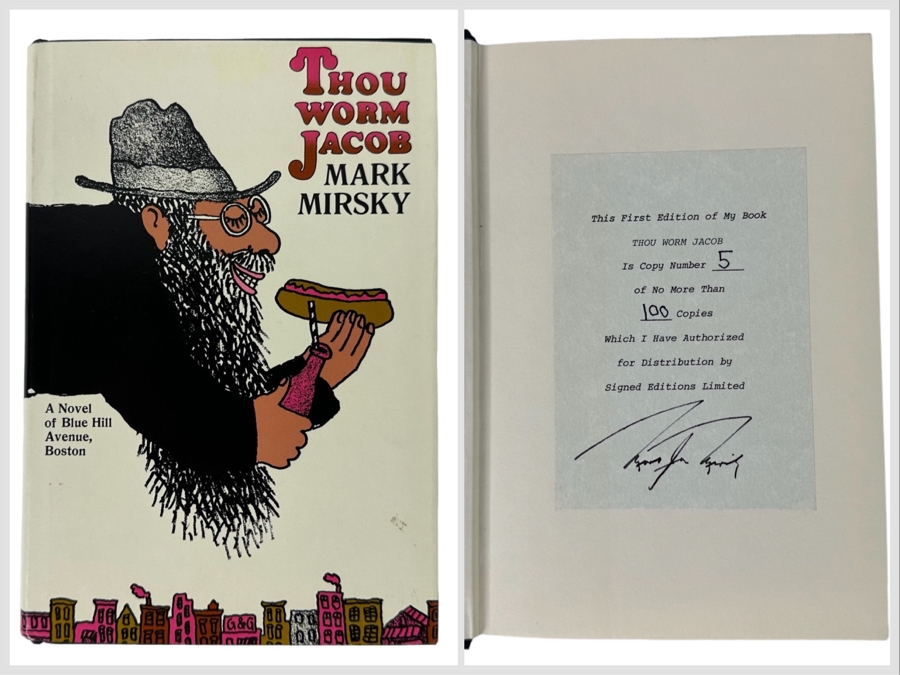 THOU
WORM
JACOB
MARK
MIRSKY
A Novel
of Blue Hill
Avenue,
Boston
G&G
This First Edition of My Book
THOU WORM JACOB
Is Copy Number 5
of No More Than
100 Copies
Which I Have Authorized
for Distribution by
Signed Editions Limited